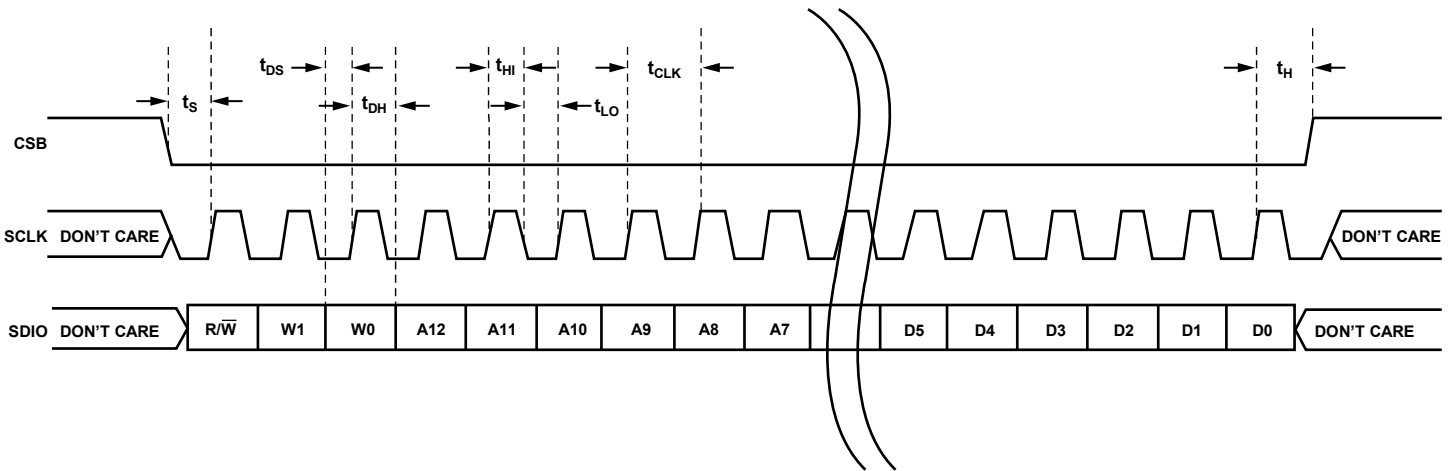 tDS tHI tCLK tH
tS tDH tLO
CSB
SCLK DON'T CARE DON'T CARE
SDIO DON'T CARE R/W̅ W1 W0 A12 A11 A10 A9 A8 A7 D5 D4 D3 D2 D1 D0 DON'T CARE